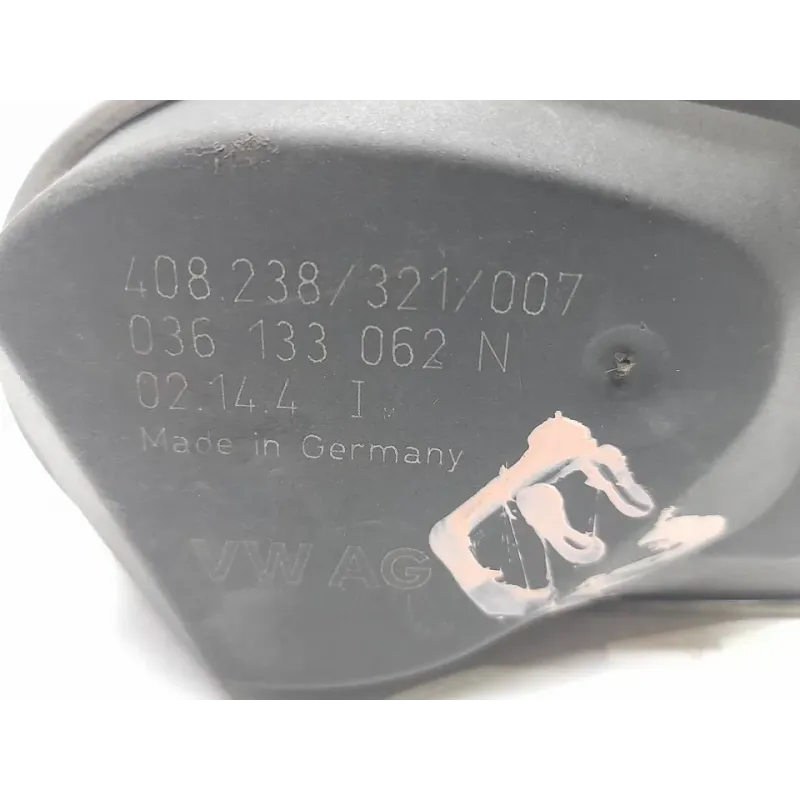 408.238/321/007
036 133 062 N
02.14.4 I
Made in Germany
VW AG